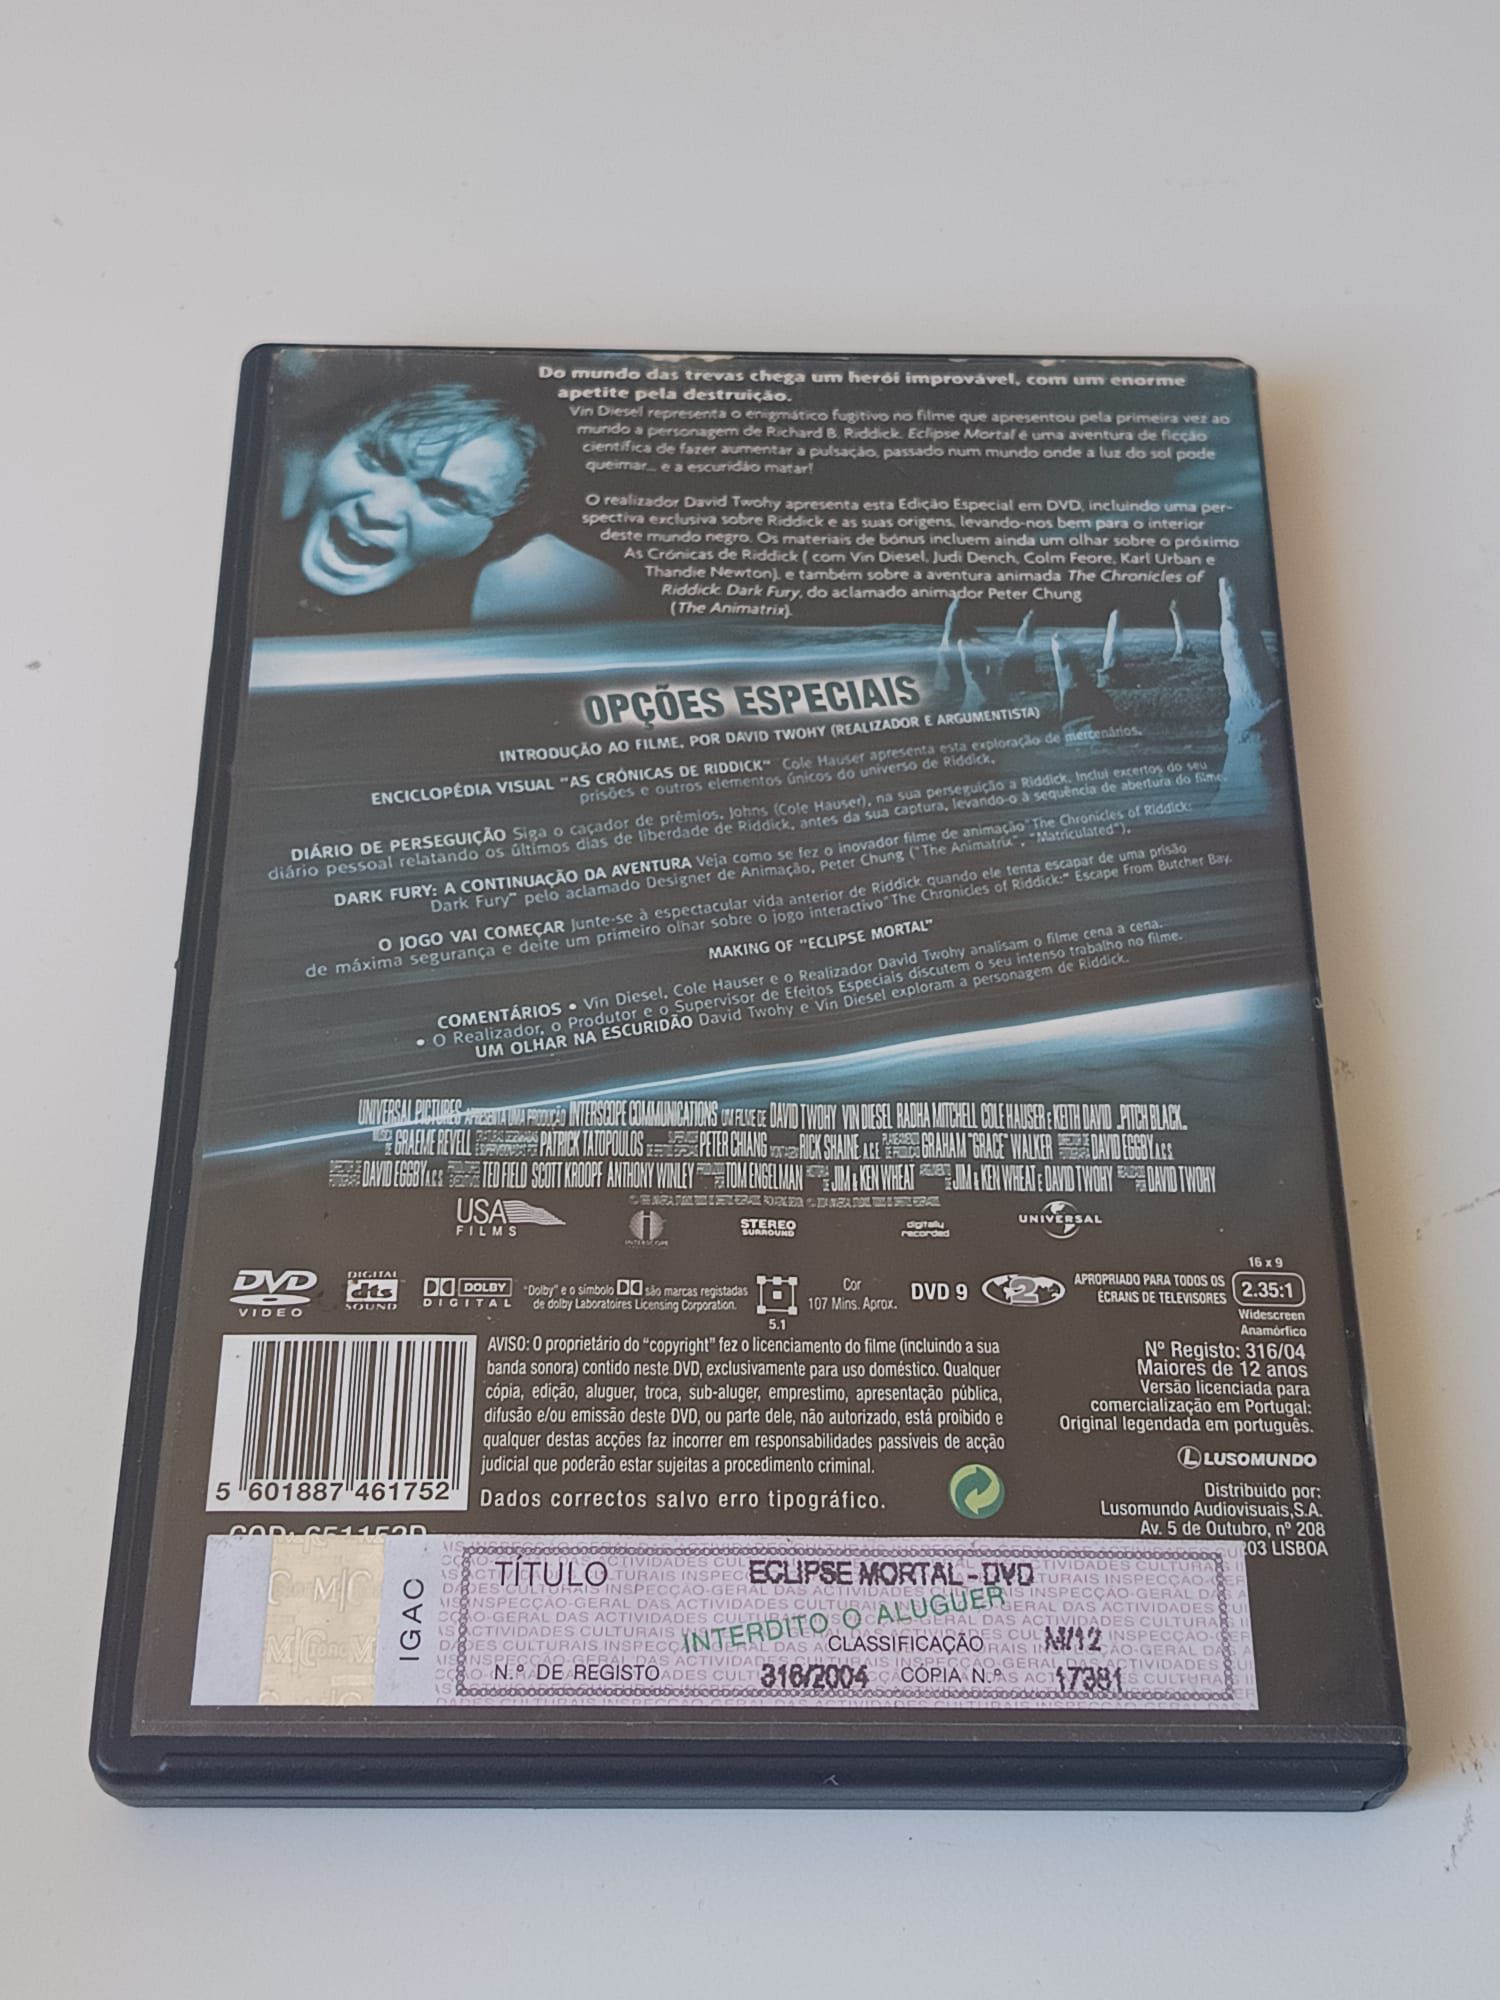 Do mundo das trevas chega um herói improvável, com um enorme
apetite pela destruição.
Vin Diesel representa o enigmático fugitivo no filme que apresentou pela primeira vez ao
mundo a personagem de Richard B. Riddick. Eclipse Mortal é uma aventura de ficção
científica de fazer aumentar a pulsação, passado num mundo onde a luz do sol pode
queimar... e a escuridão matar!
O realizador David Twohy apresenta esta Edição Especial em DVD, incluindo uma per-
spectiva exclusiva sobre Riddick e as suas origens, levando-nos bem para o interior
deste mundo negro. Os materiais de bónus incluem ainda um olhar sobre o próximo
As Crónicas de Riddick ( com Vin Diesel, Judi Dench, Colm Feore, Karl Urban e
Thandie Newton), e também sobre a aventura animada The Chronicles of
Riddick: Dark Fury, do aclamado animador Peter Chung
(The Animatrix).
OPÇÕES ESPECIAIS
INTRODUÇÃO AO FILME, POR DAVID TWOHY (REALIZADOR E ARGUMENTISTA)
ENCICLOPÉDIA VISUAL "AS CRÓNICAS DE RIDDICK" Cole Hauser apresenta esta exploração de mercenários,
prisões e outros elementos únicos do universo de Riddick.
DIÁRIO DE PERSEGUIÇÃO Siga o caçador de prêmios, Johns (Cole Hauser), na sua perseguição a Riddick. Inclui excertos do seu
diário pessoal relatando os últimos dias de liberdade de Riddick, antes da sua captura, levando-o à sequência de abertura do filme.
DARK FURY: A CONTINUAÇÃO DA AVENTURA Veja como se fez o inovador filme de animação "The Chronicles of Riddick:
Dark Fury" pelo aclamado Designer de Animação, Peter Chung ("The Animatrix", "Matriculated").
O JOGO VAI COMEÇAR Junte-se à espectacular vida anterior de Riddick quando ele tenta escapar de uma prisão
de máxima segurança e deite um primeiro olhar sobre o jogo interactivo "The Chronicles of Riddick:" Escape From Butcher Bay.
MAKING OF "ECLIPSE MORTAL"
COMENTÁRIOS • Vin Diesel, Cole Hauser e o Realizador David Twohy analisam o filme cena a cena.
• O Realizador, o Produtor e o Supervisor de Efeitos Especiais discutem o seu intenso trabalho no filme.
UM OLHAR NA ESCURIDÃO David Twohy e Vin Diesel exploram a personagem de Riddick.
UNIVERSAL PICTURES APRESENTA UMA PRODUÇÃO INTERSCOPE COMMUNICATIONS UM FILME DE DAVID TWOHY VIN DIESEL RADHA MITCHELL COLE HAUSER E KEITH DAVID "PITCH BLACK"
MÚSICA DE GRAEME REVELL PATRICK TATOPOULOS PETER CHIANG MONTAGEM RICK SHAINE A.C.E. GRAHAM "GRACE" WALKER DAVID EGGBY A.C.S.
DAVID EGGBY A.C.S. TED FIELD SCOTT KROOPF ANTHONY WINLEY TOM ENGELMAN JIM & KEN WHEAT JIM & KEN WHEAT E DAVID TWOHY DAVID TWOHY
USA
FILMS
INTERSCOPE
STEREO
SURROUND
digitally
recorded
UNIVERSAL
DVD
VIDEO
DIGITAL
dts
SOUND
DOLBY
DIGITAL
"Dolby" e o símbolo são marcas registadas
de dolby Laboratoires Licensing Corporation.
5.1
Cor
107 Mins. Aprox.
DVD 9
2
APROPRIADO PARA TODOS OS
ÉCRANS DE TELEVISORES
16 x 9
2.35:1
Widescreen
Anamórfico
AVISO: O proprietário do "copyright" fez o licenciamento do filme (incluindo a sua
banda sonora) contido neste DVD, exclusivamente para uso doméstico. Qualquer
cópia, edição, aluguer, troca, sub-aluger, emprestimo, apresentação pública,
difusão e/ou emissão deste DVD, ou parte dele, não autorizado, está proibido e
qualquer destas acções faz incorrer em responsabilidades passíveis de acção
judicial que poderão estar sujeitas a procedimento criminal.
Dados correctos salvo erro tipográfico.
Nº Registo: 316/04
Maiores de 12 anos
Versão licenciada para
comercialização em Portugal:
Original legendada em português.
LUSOMUNDO
Distribuido por:
Lusomundo Audiovisuais,S.A.
Av. 5 de Outubro, nº 208
203 LISBOA
5 601887 461752
IGAC
TÍTULO ECLIPSE MORTAL - DVD
INTERDITO O ALUGUER
CLASSIFICAÇÃO M/12
N.º DE REGISTO 316/2004 CÓPIA N.º 17381